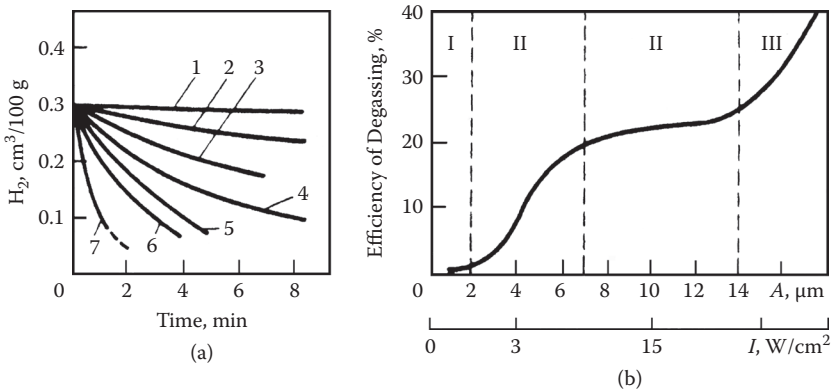 0.4
0.3
0.2
0.1
0
H₂, cm³/100 g
1 2 3
4
5
6
7
2 4 6 8
Time, min
(a)
40
30
20
10
0
Efficiency of Degassing, %
I II II III
2 4 6 8 10 12 14 A, μm
0 3 15 I, W/cm²
(b)